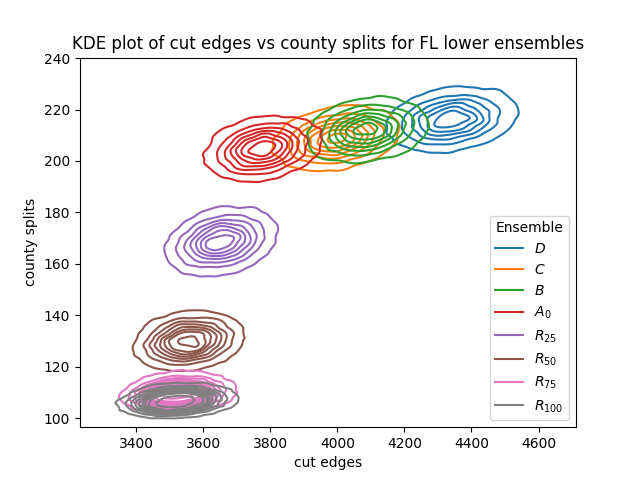 KDE plot of cut edges vs county splits for FL lower ensembles
240
220
200
180
160
140
120
100
county splits
3400 3600 3800 4000 4200 4400 4600
cut edges
Ensemble
D
C
B
A₀
R₂₅
R₅₀
R₇₅
R₁₀₀